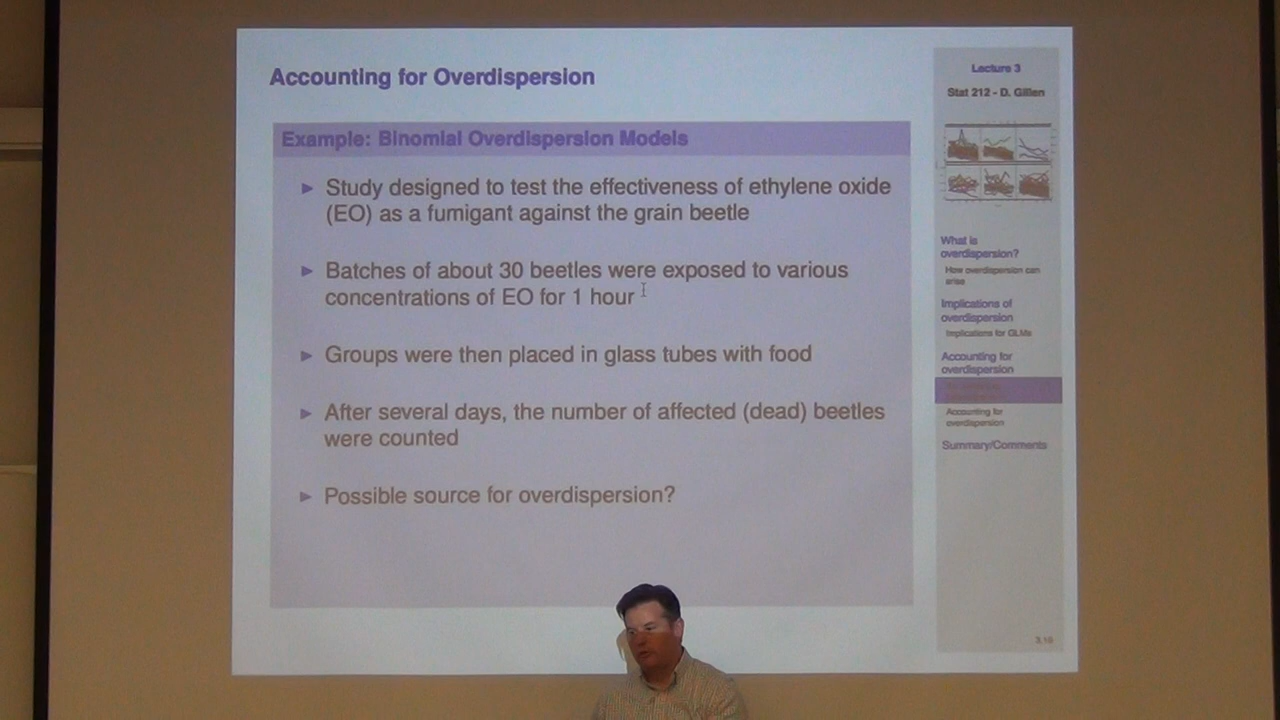 Accounting for Overdispersion
Example: Binomial Overdispersion Models
Study designed to test the effectiveness of ethylene oxide
(EO) as a fumigant against the grain beetle
Batches of about 30 beetles were exposed to various
concentrations of EO for 1 hour
Groups were then placed in glass tubes with food
After several days, the number of affected (dead) beetles
were counted
Possible source for overdispersion?
Lecture 3
Stat 212 - D. Gillen
What is
overdispersion?
How overdispersion can
arise
Implications of
overdispersion
Implications for GLMs
Accounting for
overdispersion
Accounting for
overdispersion
Summary/Comments